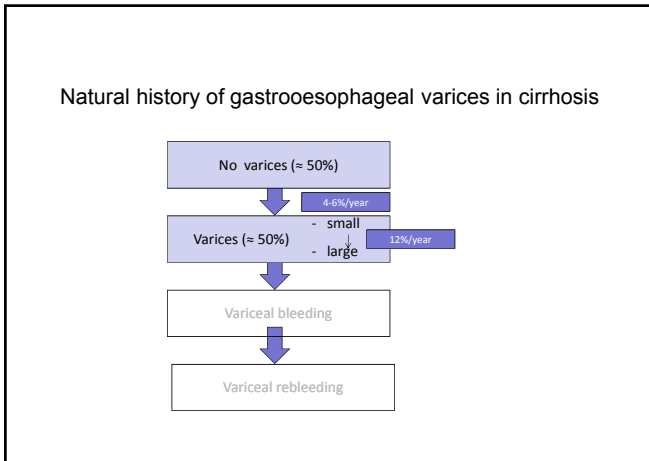 Natural history of gastrooesophageal varices in cirrhosis
No varices (≈ 50%)
4-6%/year
- small
Varices (≈ 50%)
12%/year
- large
Variceal bleeding
Variceal rebleeding